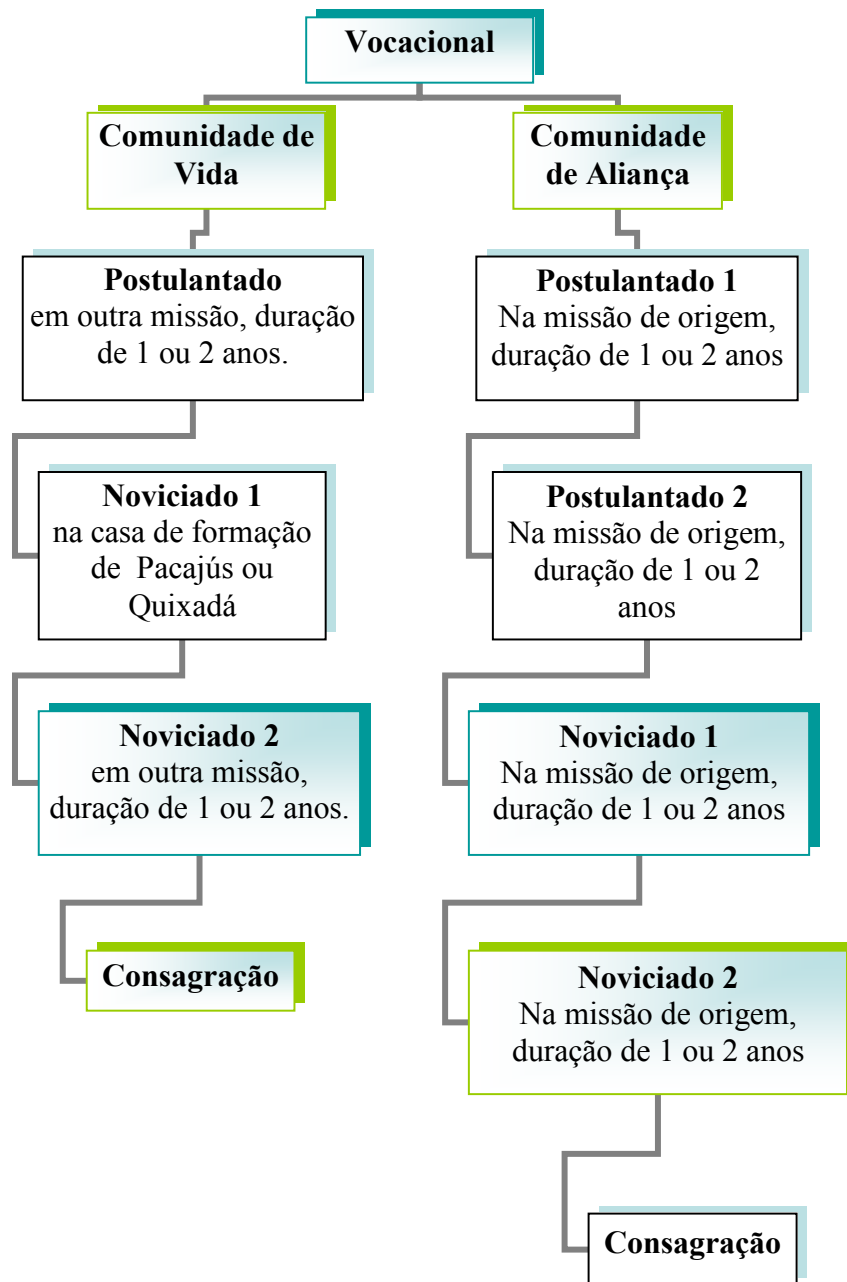 Vocacional
Comunidade de
Vida
Postulantado
em outra missão, duração
de 1 ou 2 anos.
Noviciado 1
na casa de formação
de Pacajús ou
Quixadá
Noviciado 2
em outra missão,
duração de 1 ou 2 anos.
Consagração
Comunidade
de Aliança
Postulantado 1
Na missão de origem,
duração de 1 ou 2 anos
Postulantado 2
Na missão de origem,
duração de 1 ou 2
anos
Noviciado 1
Na missão de origem,
duração de 1 ou 2 anos
Noviciado 2
Na missão de origem,
duração de 1 ou 2 anos
Consagração